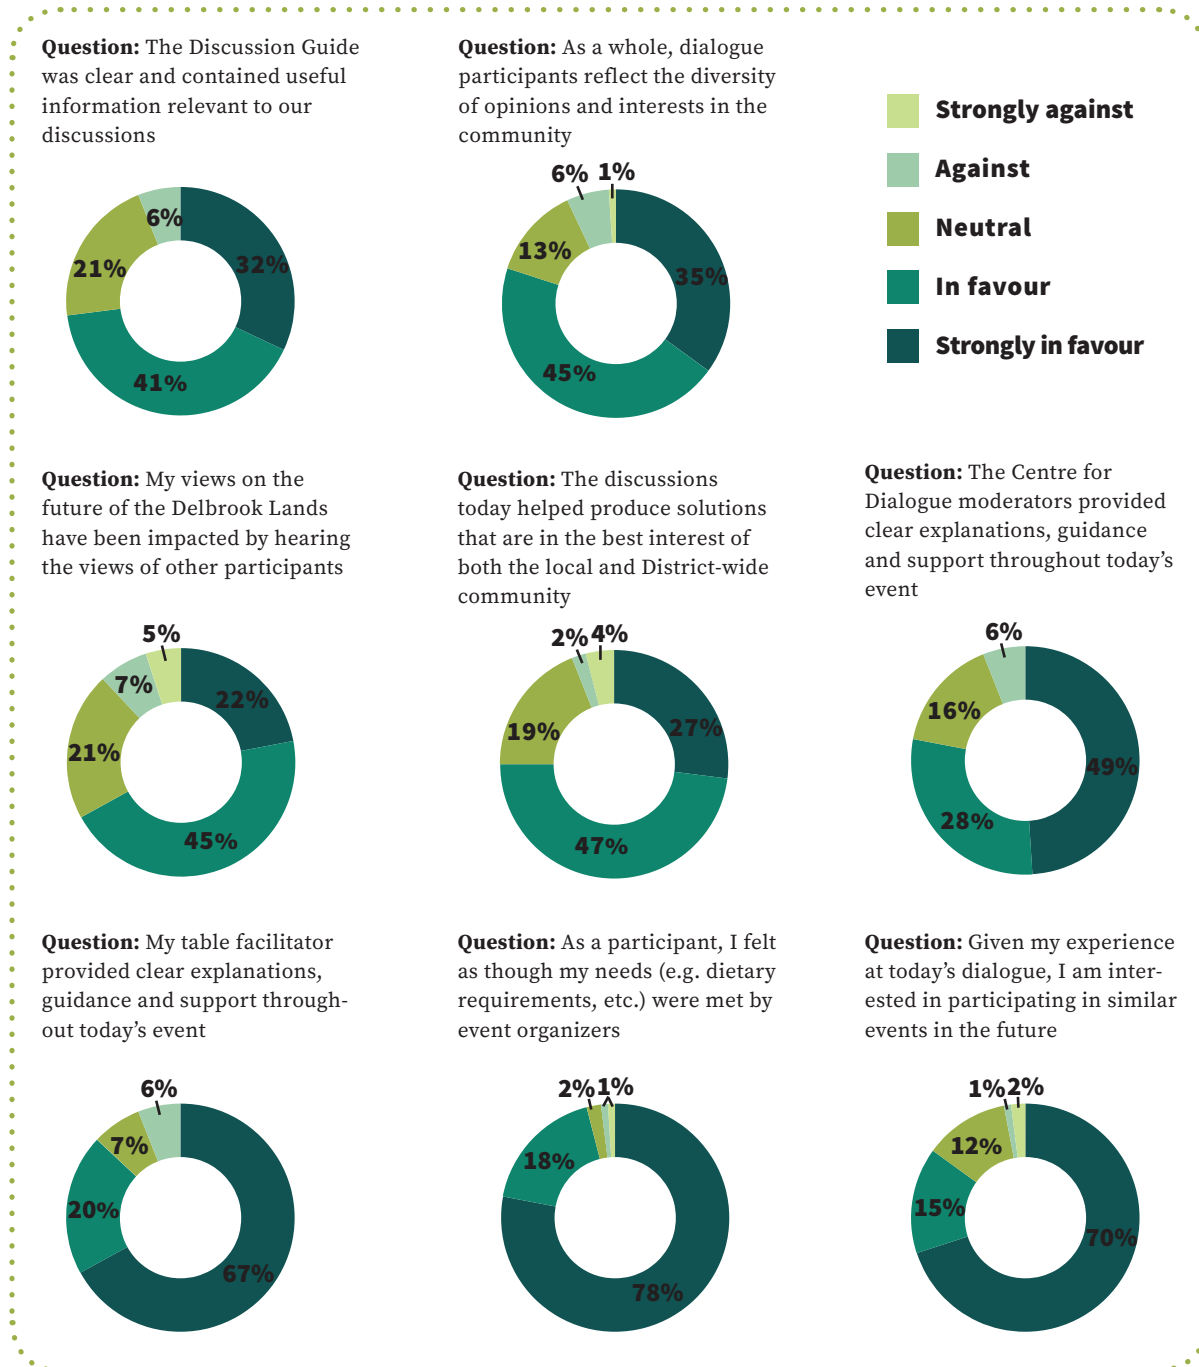 Question: The Discussion Guide
was clear and contained useful
information relevant to our
discussions
6%
32%
21%
41%
Question: As a whole, dialogue
participants reflect the diversity
of opinions and interests in the
community
6% 1%
13%
35%
45%
Strongly against
Against
Neutral
In favour
Strongly in favour
Question: My views on the
future of the Delbrook Lands
have been impacted by hearing
the views of other participants
5%
7%
22%
21%
45%
Question: The discussions
today helped produce solutions
that are in the best interest of
both the local and District-wide
community
2% 4%
19%
27%
47%
Question: The Centre for
Dialogue moderators provided
clear explanations, guidance
and support throughout today’s
event
6%
16%
49%
28%
Question: My table facilitator
provided clear explanations,
guidance and support through-
out today’s event
6%
7%
20%
67%
Question: As a participant, I felt
as though my needs (e.g. dietary
requirements, etc.) were met by
event organizers
2% 1%
18%
78%
Question: Given my experience
at today’s dialogue, I am inter-
ested in participating in similar
events in the future
1% 2%
12%
15%
70%